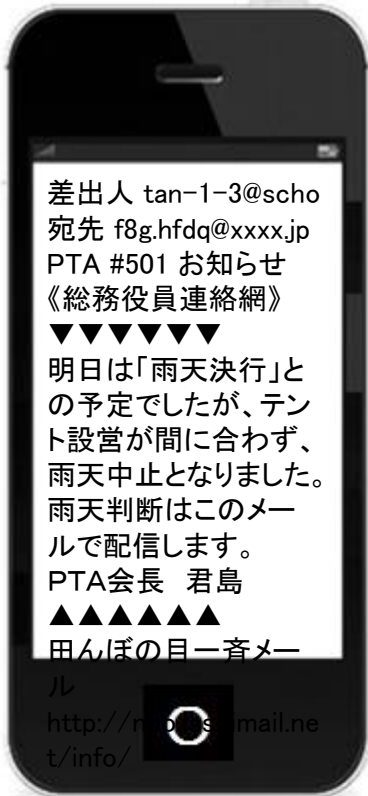 差出人 tan-1-3@scho
宛先 f8g.hfdq@xxxx.jp
PTA #501 お知らせ
《総務役員連絡網》
▼▼▼▼▼▼
明日は「雨天決行」と
の予定でしたが、テン
ト設営が間に合わず、
雨天中止となりました。
雨天判断はこのメー
ルで配信します。
PTA会長　君島
▲▲▲▲▲▲
田んぼの目一斉メー
ル
t/info/